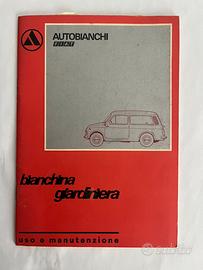 AUTOBIANCHI
FIAT
bianchina
giardiniera
uso e manutenzione